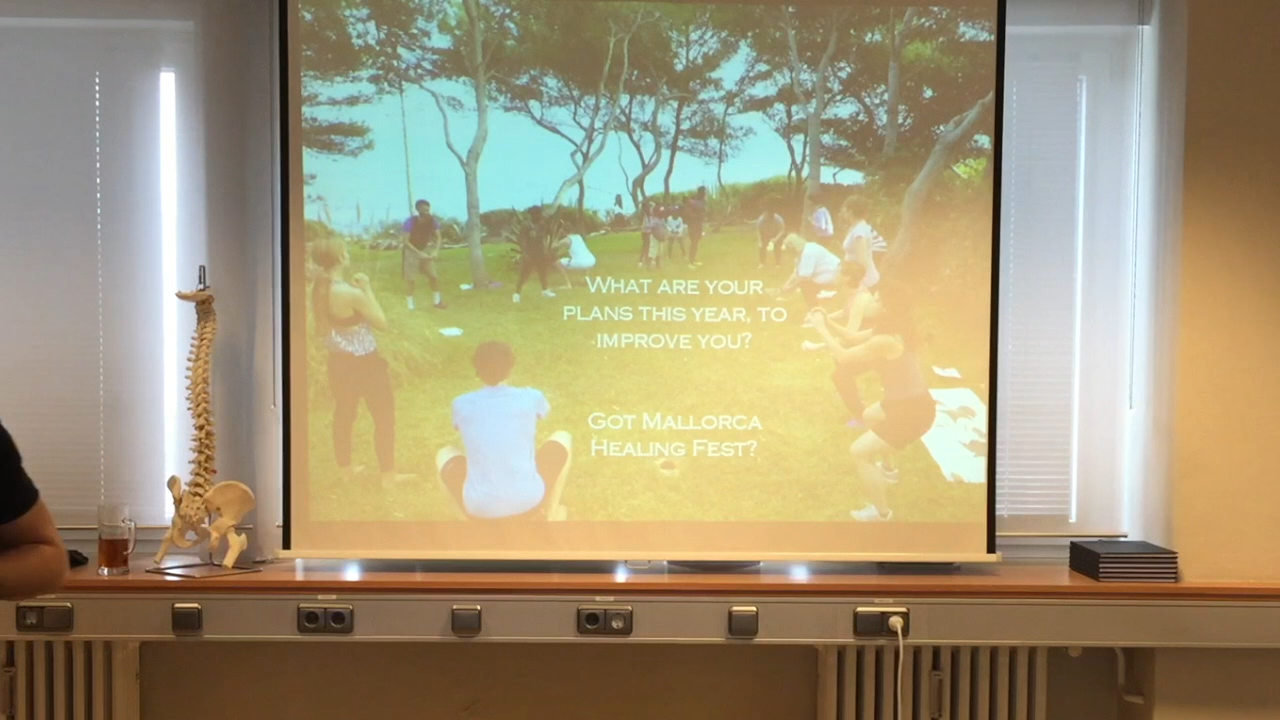 WHAT ARE YOUR
PLANS THIS YEAR, TO
IMPROVE YOU?
GOT MALLORCA
HEALING FEST?